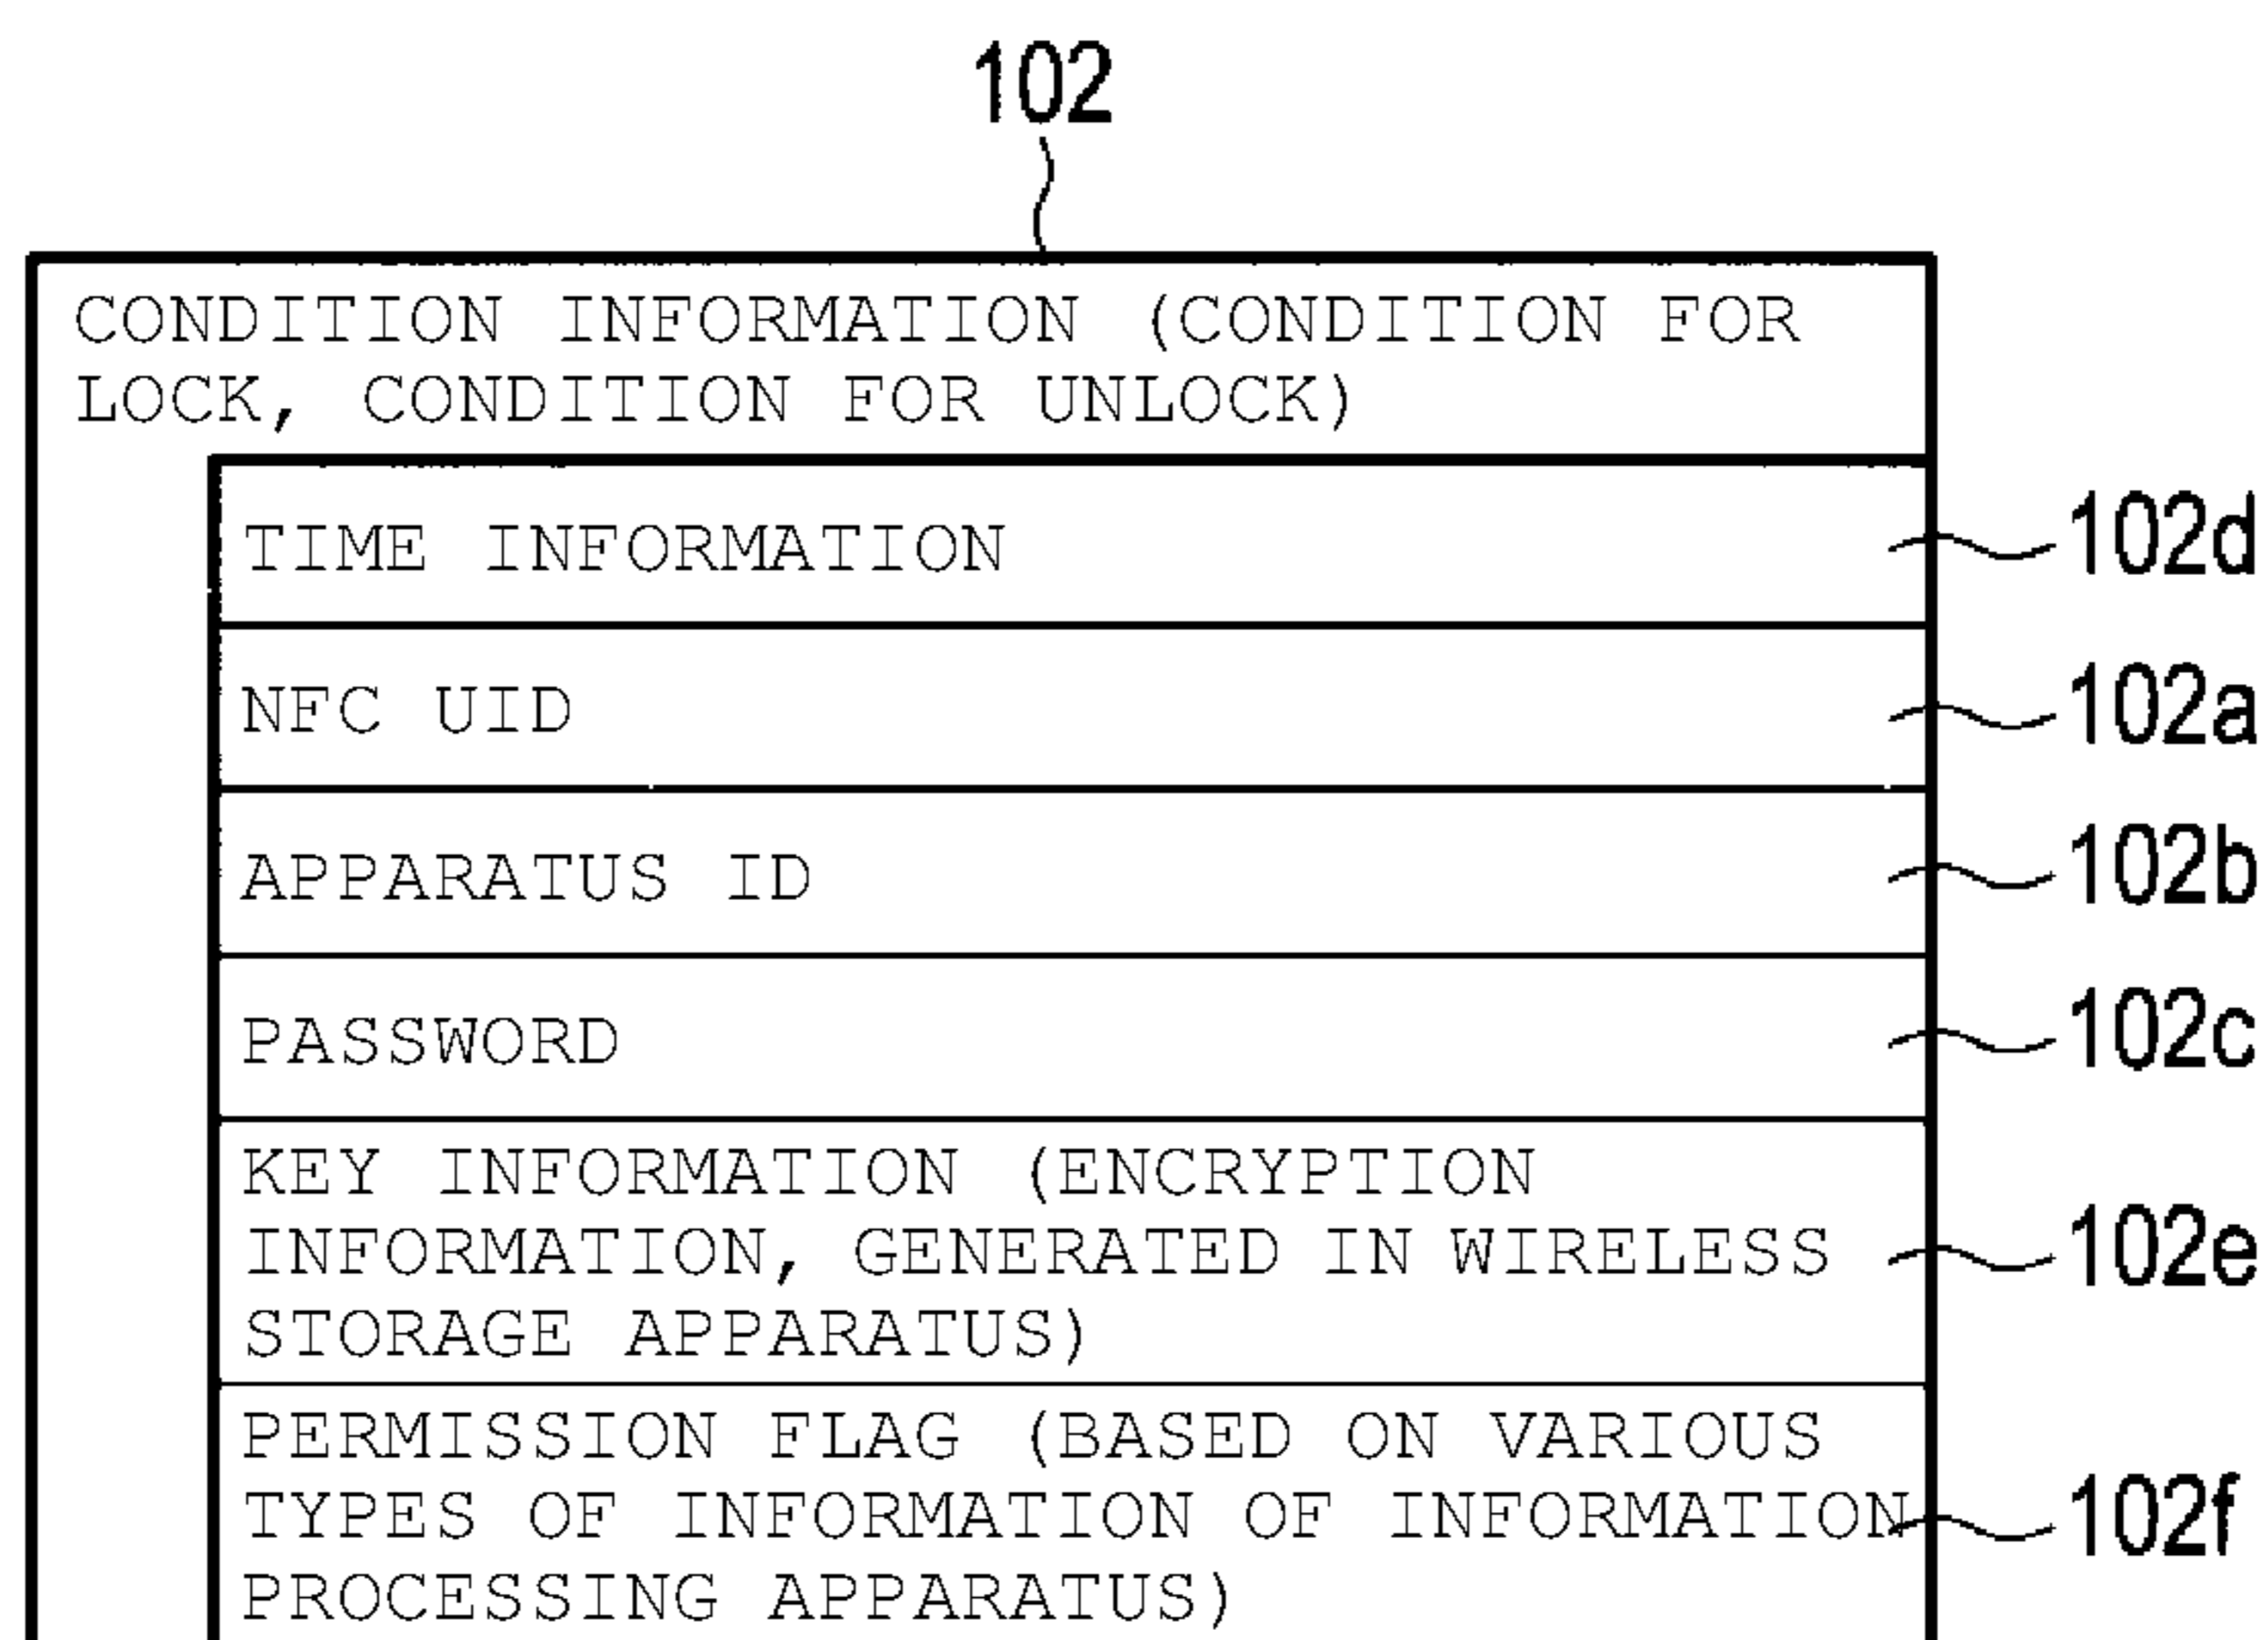 102
CONDITION INFORMATION (CONDITION FOR
LOCK, CONDITION FOR UNLOCK)
TIME INFORMATION
102d
NFC UID
102a
APPARATUS ID
102b
PASSWORD
102c
KEY INFORMATION (ENCRYPTION
INFORMATION, GENERATED IN WIRELESS
STORAGE APPARATUS)
102e
PERMISSION FLAG (BASED ON VARIOUS
TYPES OF INFORMATION OF INFORMATION
PROCESSING APPARATUS)
102f